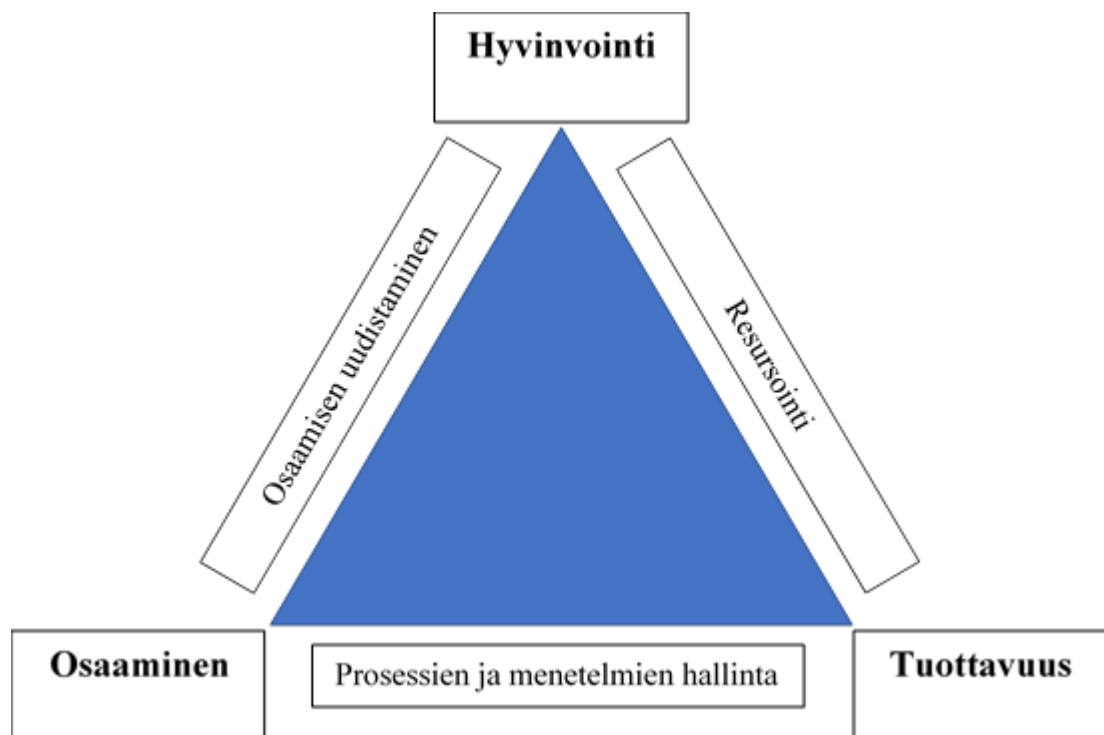 Hyvinvointi
Osaamisen uudistaminen
Resursointi
Osaaminen
Prosessien ja menetelmien hallinta
Tuottavuus